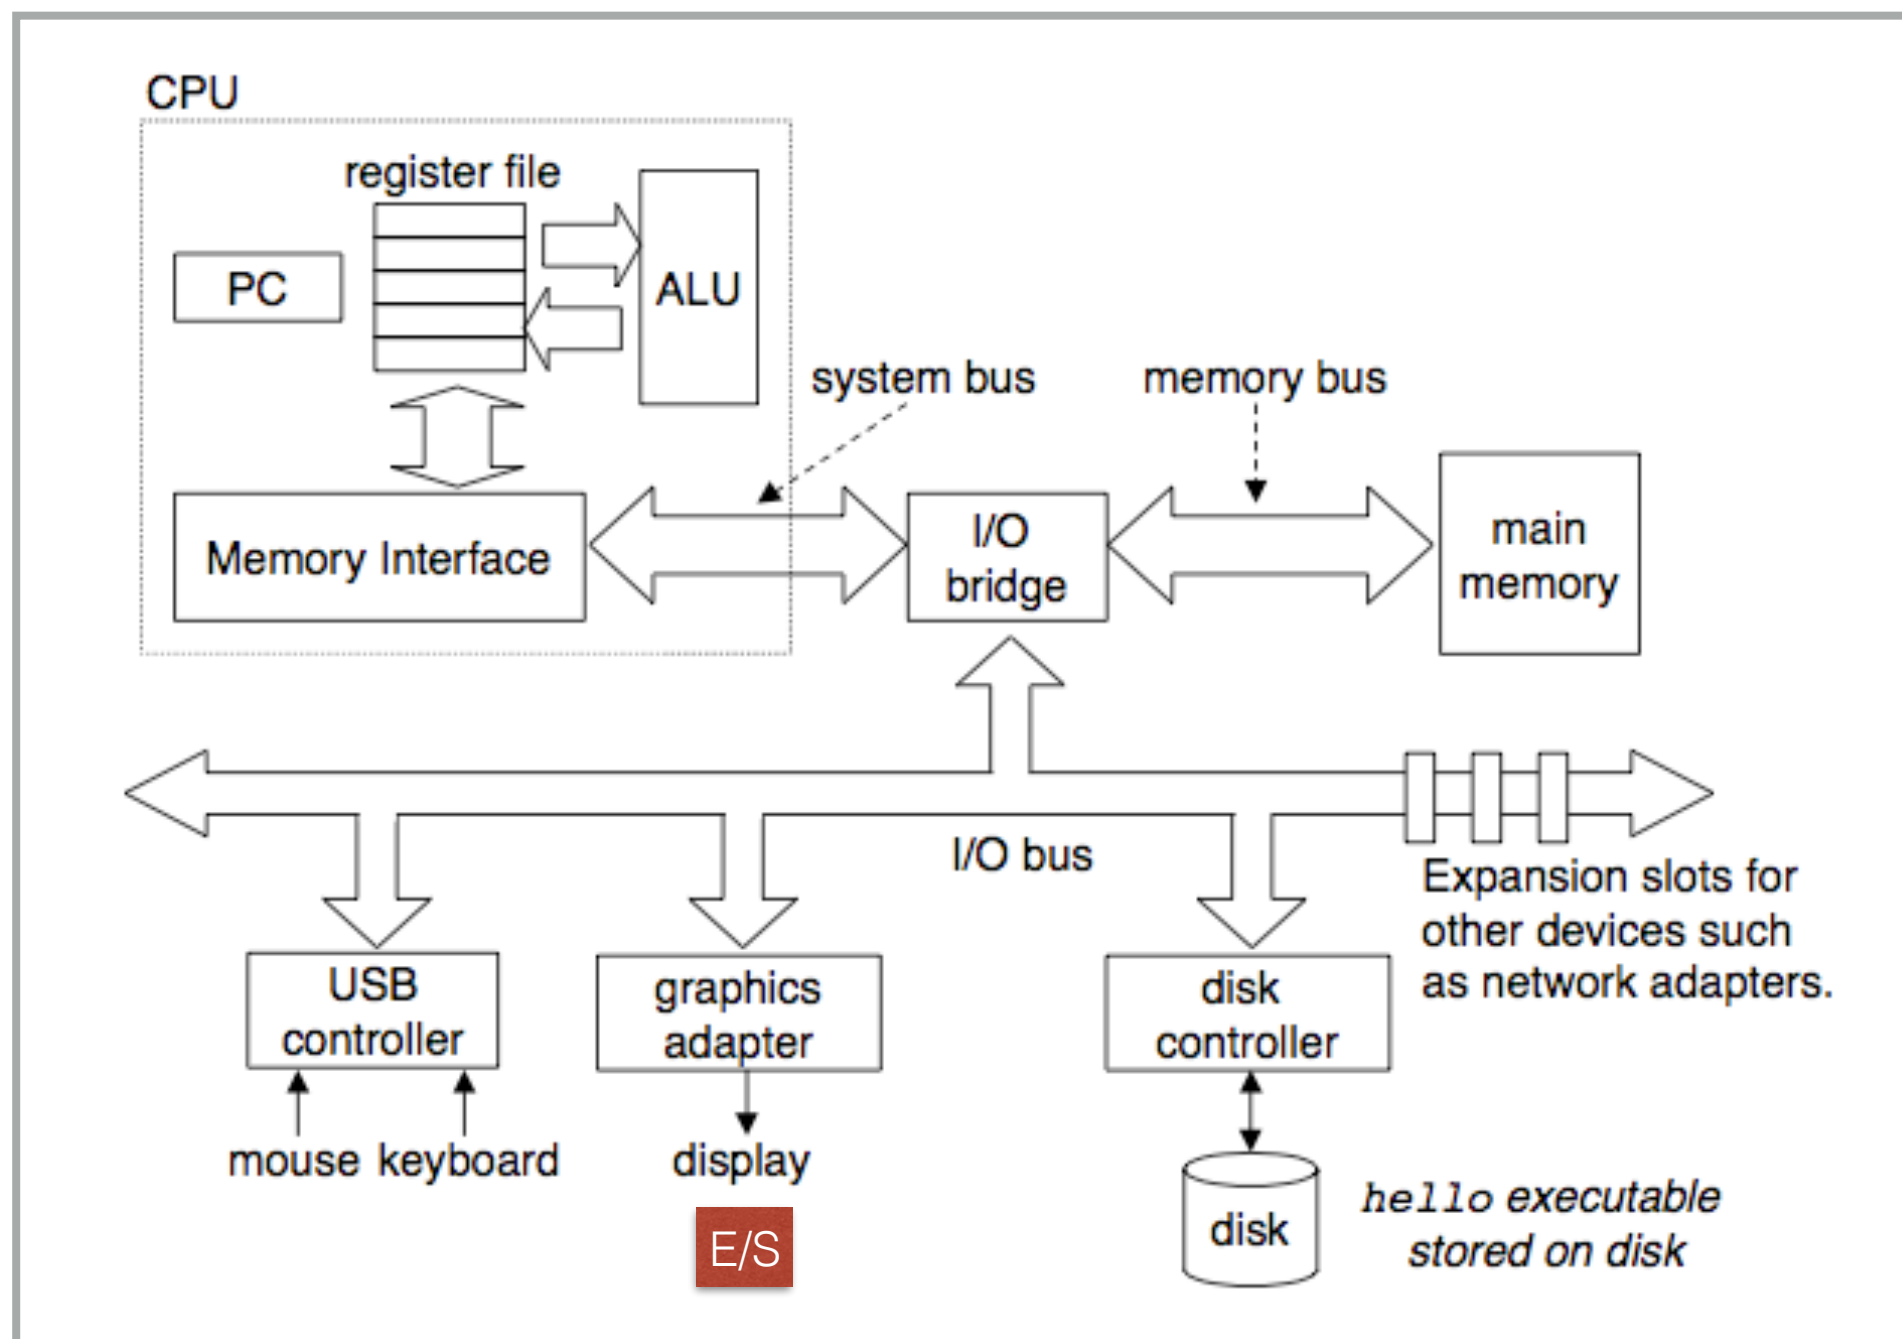 CPU
register file
PC
ALU
system bus
memory bus
Memory Interface
I/O
bridge
main
memory
I/O bus
Expansion slots for
other devices such
as network adapters.
USB
controller
graphics
adapter
disk
controller
mouse
keyboard
display
E/S
disk
hello executable
stored on disk